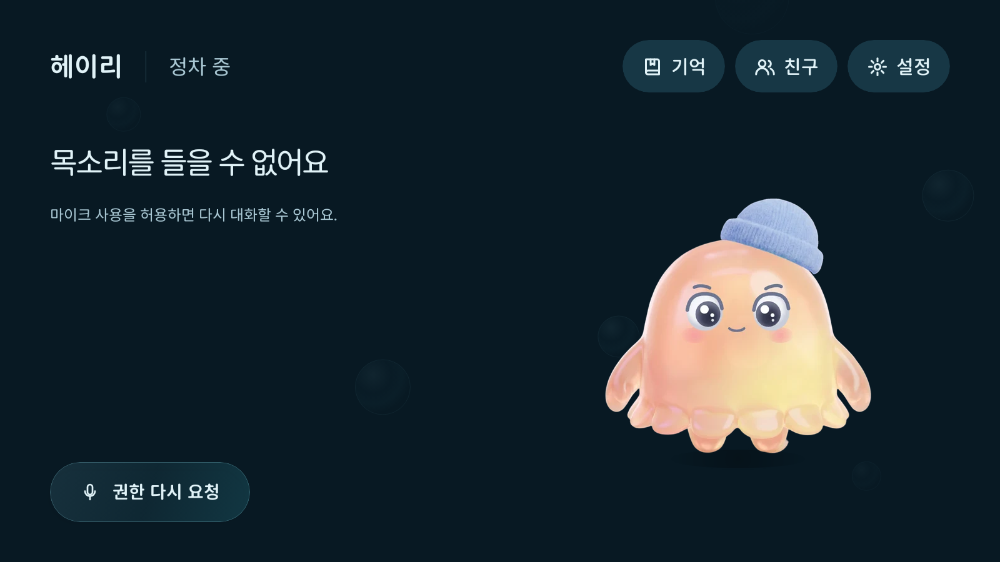 헤이리
정차 중
기억
친구
설정
목소리를 들을 수 없어요
마이크 사용을 허용하면 다시 대화할 수 있어요.
권한 다시 요청